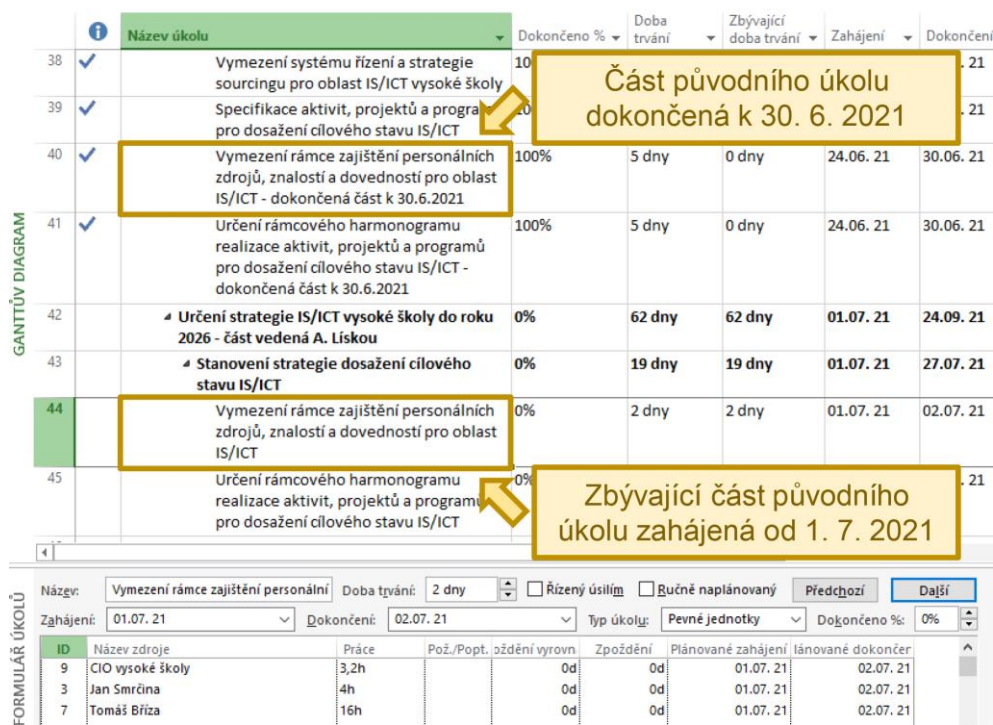 GANTTŮV DIAGRAM
Název úkolu Dokončeno % Doba trvání Zbývající doba trvání Zahájení Dokončení
38 Vymezení systému řízení a strategie
sourcingu pro oblast IS/ICT vysoké školy 21
39 Specifikace aktivit, projektů a
pro dosažení cílového stavu IS/ICT 21
Část původního úkolu
dokončená k 30. 6. 2021
40 Vymezení rámce zajištění personálních 100% 5 dny 0 dny 24.06. 21 30.06. 21
zdrojů, znalostí a dovedností pro oblast
IS/ICT - dokončená část k 30.6.2021
41 Určení rámcového harmonogramu 100% 5 dny 0 dny 24.06. 21 30.06. 21
realizace aktivit, projektů a programů
pro dosažení cílového stavu IS/ICT -
dokončená část k 30.6.2021
42 Určení strategie IS/ICT vysoké školy do roku 0% 62 dny 62 dny 01.07. 21 24.09. 21
2026 - část vedená A. Lískou
43 Stanovení strategie dosažení cílového 0% 19 dny 19 dny 01.07. 21 27.07. 21
stavu IS/ICT
44 Vymezení rámce zajištění personálních 0% 2 dny 2 dny 01.07. 21 02.07. 21
zdrojů, znalostí a dovedností pro oblast
IS/ICT
45 Určení rámcového harmonogramu 21
realizace aktivit, projektů a
pro dosažení cílového stavu IS/ICT
Zbývající část původního
úkolu zahájená od 1. 7. 2021
FORMULÁŘ ÚKOLŮ
Název: Vymezení rámce zajištění personální Doba trvání: 2 dny Řízený úsilím Ručně naplánovaný Předchozí Další
Zahájení: 01.07. 21 Dokončení: 02.07. 21 Typ úkolu: Pevné jednotky Dokončeno %: 0%
ID Název zdroje Práce Pož./Popt. Zpoždění Plánované zahájení
9 CIO vysoké školy 3,2h 0d 0d 01.07. 21 02.07. 21
3 Jan Smrčina 4h 0d 0d 01.07. 21 02.07. 21
7 Tomáš Bříza 16h 0d 0d 01.07. 21 02.07. 21